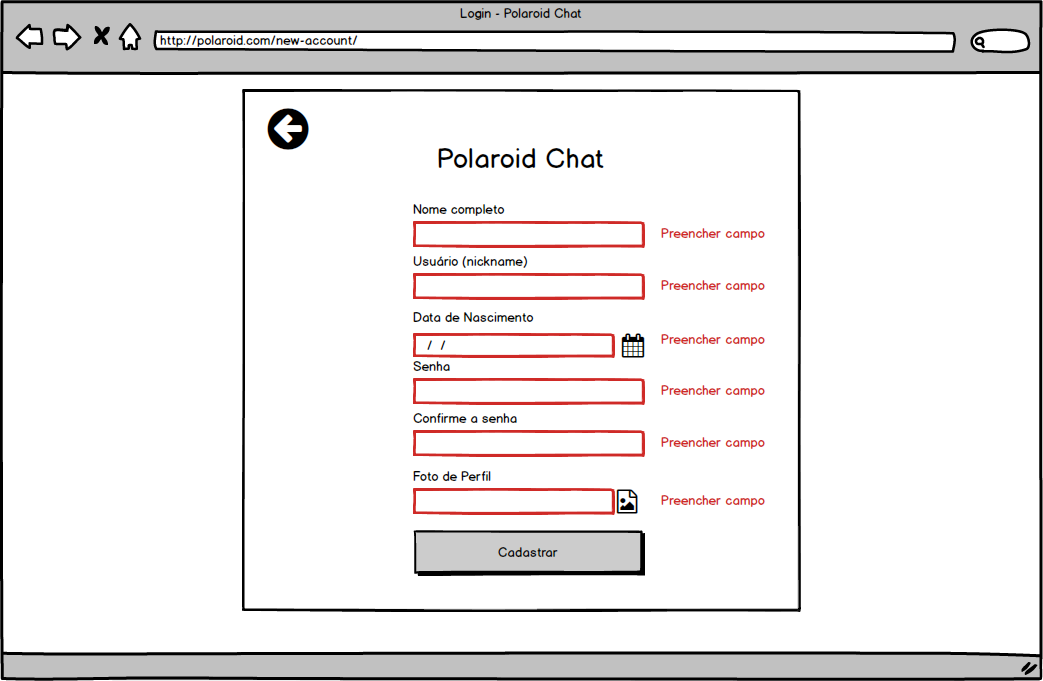 Login - Polaroid Chat
http://polaroid.com/new-account/
Polaroid Chat
Nome completo
Preencher campo
Usuário (nickname)
Preencher campo
Data de Nascimento
/ /
Preencher campo
Senha
Preencher campo
Confirme a senha
Preencher campo
Foto de Perfil
Preencher campo
Cadastrar